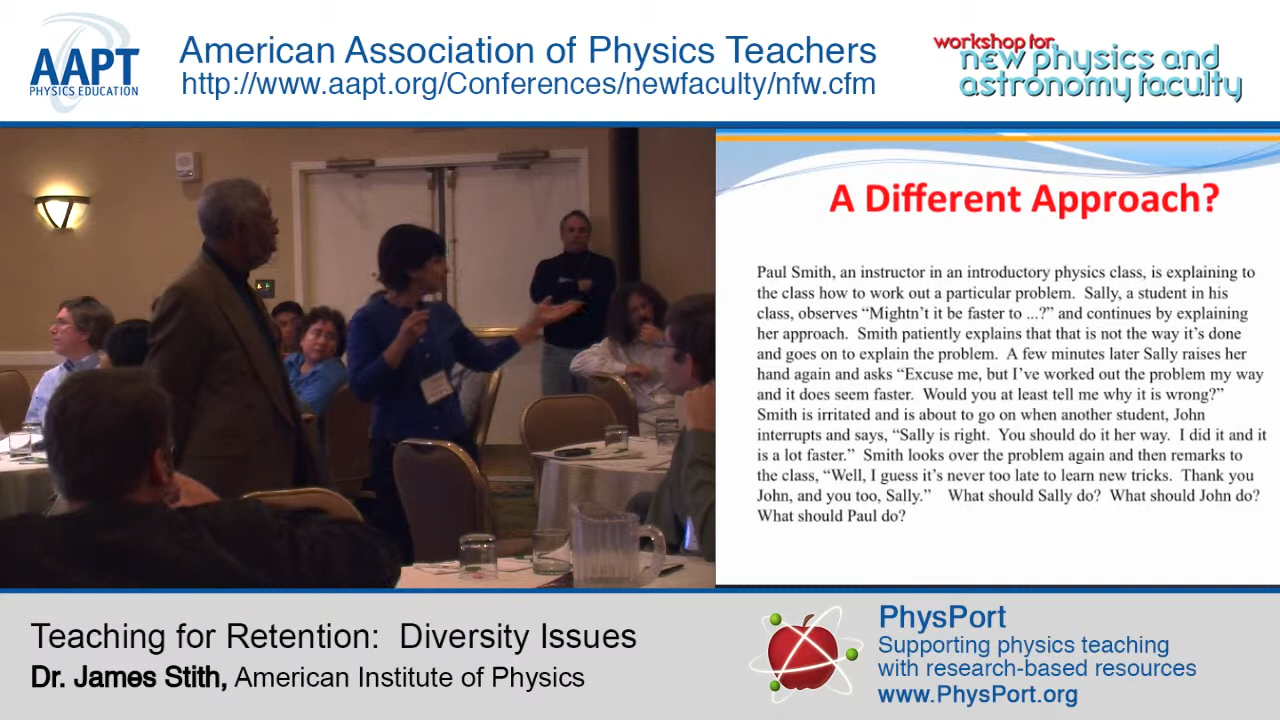 AAPT
PHYSICS EDUCATION
American Association of Physics Teachers
http://www.aapt.org/Conferences/newfaculty/nfw.cfm
workshop for
new physics and
astronomy faculty
A Different Approach?
Paul Smith, an instructor in an introductory physics class, is explaining to
the class how to work out a particular problem.  Sally, a student in his
class, observes “Mightn’t it be faster to ...?” and continues by explaining
her approach.  Smith patiently explains that that is not the way it’s done
and goes on to explain the problem.  A few minutes later Sally raises her
hand again and asks “Excuse me, but I’ve worked out the problem my way
and it does seem faster.  Would you at least tell me why it is wrong?”
Smith is irritated and is about to go on when another student, John
interrupts and says, “Sally is right.  You should do it her way.  I did it and it
is a lot faster.”  Smith looks over the problem again and then remarks to
the class, “Well, I guess it’s never too late to learn new tricks.  Thank you
John, and you too, Sally.”    What should Sally do?  What should John do?
What should Paul do?
Teaching for Retention:  Diversity Issues
Dr. James Stith, American Institute of Physics
PhysPort
Supporting physics teaching
with research-based resources
www.PhysPort.org